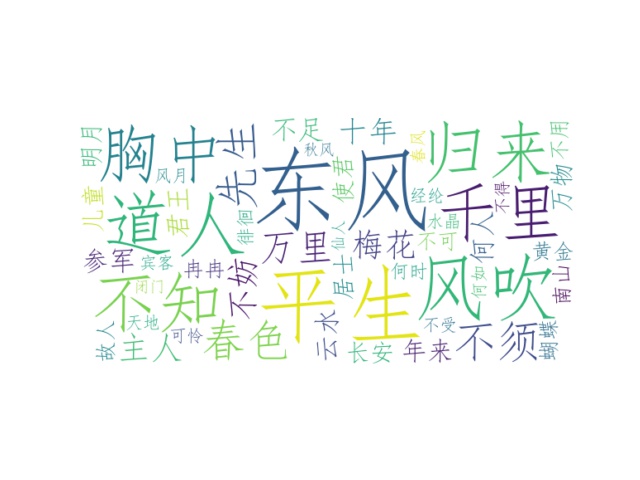 明月
胸中
风月
先生
不足
十年
秋风
东风
使君
春风
归来
不用
万物
儿童
道人
君王
徘徊
经纶
不得
千里
何人
水晶
万里
仙人
梅花
不可
参军
宾客
冉冉
不妨
居士
何时
何如
黄金
南山
不知
闭门
平生
风吹
故人
天地
可怜
主人
春色
云水
长安
不受
年来
不须
蝴蝶